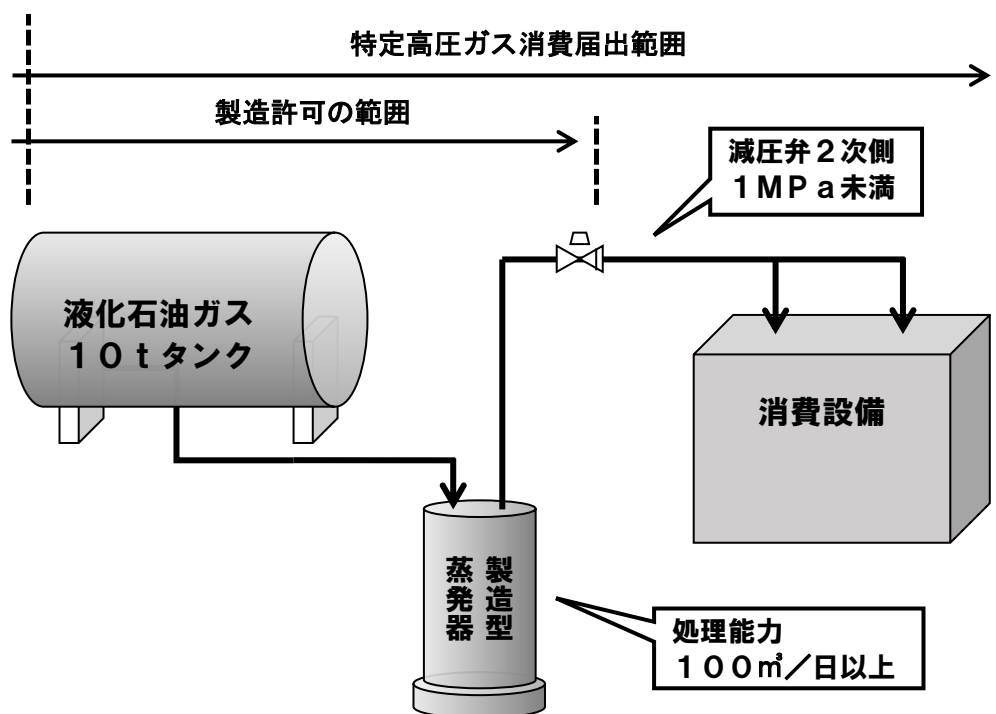 特定高圧ガス消費届出範囲
製造許可の範囲
減圧弁２次側
１ＭＰａ未満
液化石油ガス
１０ｔタンク
消費設備
製造型
蒸発器
処理能力
１００㎥／日以上